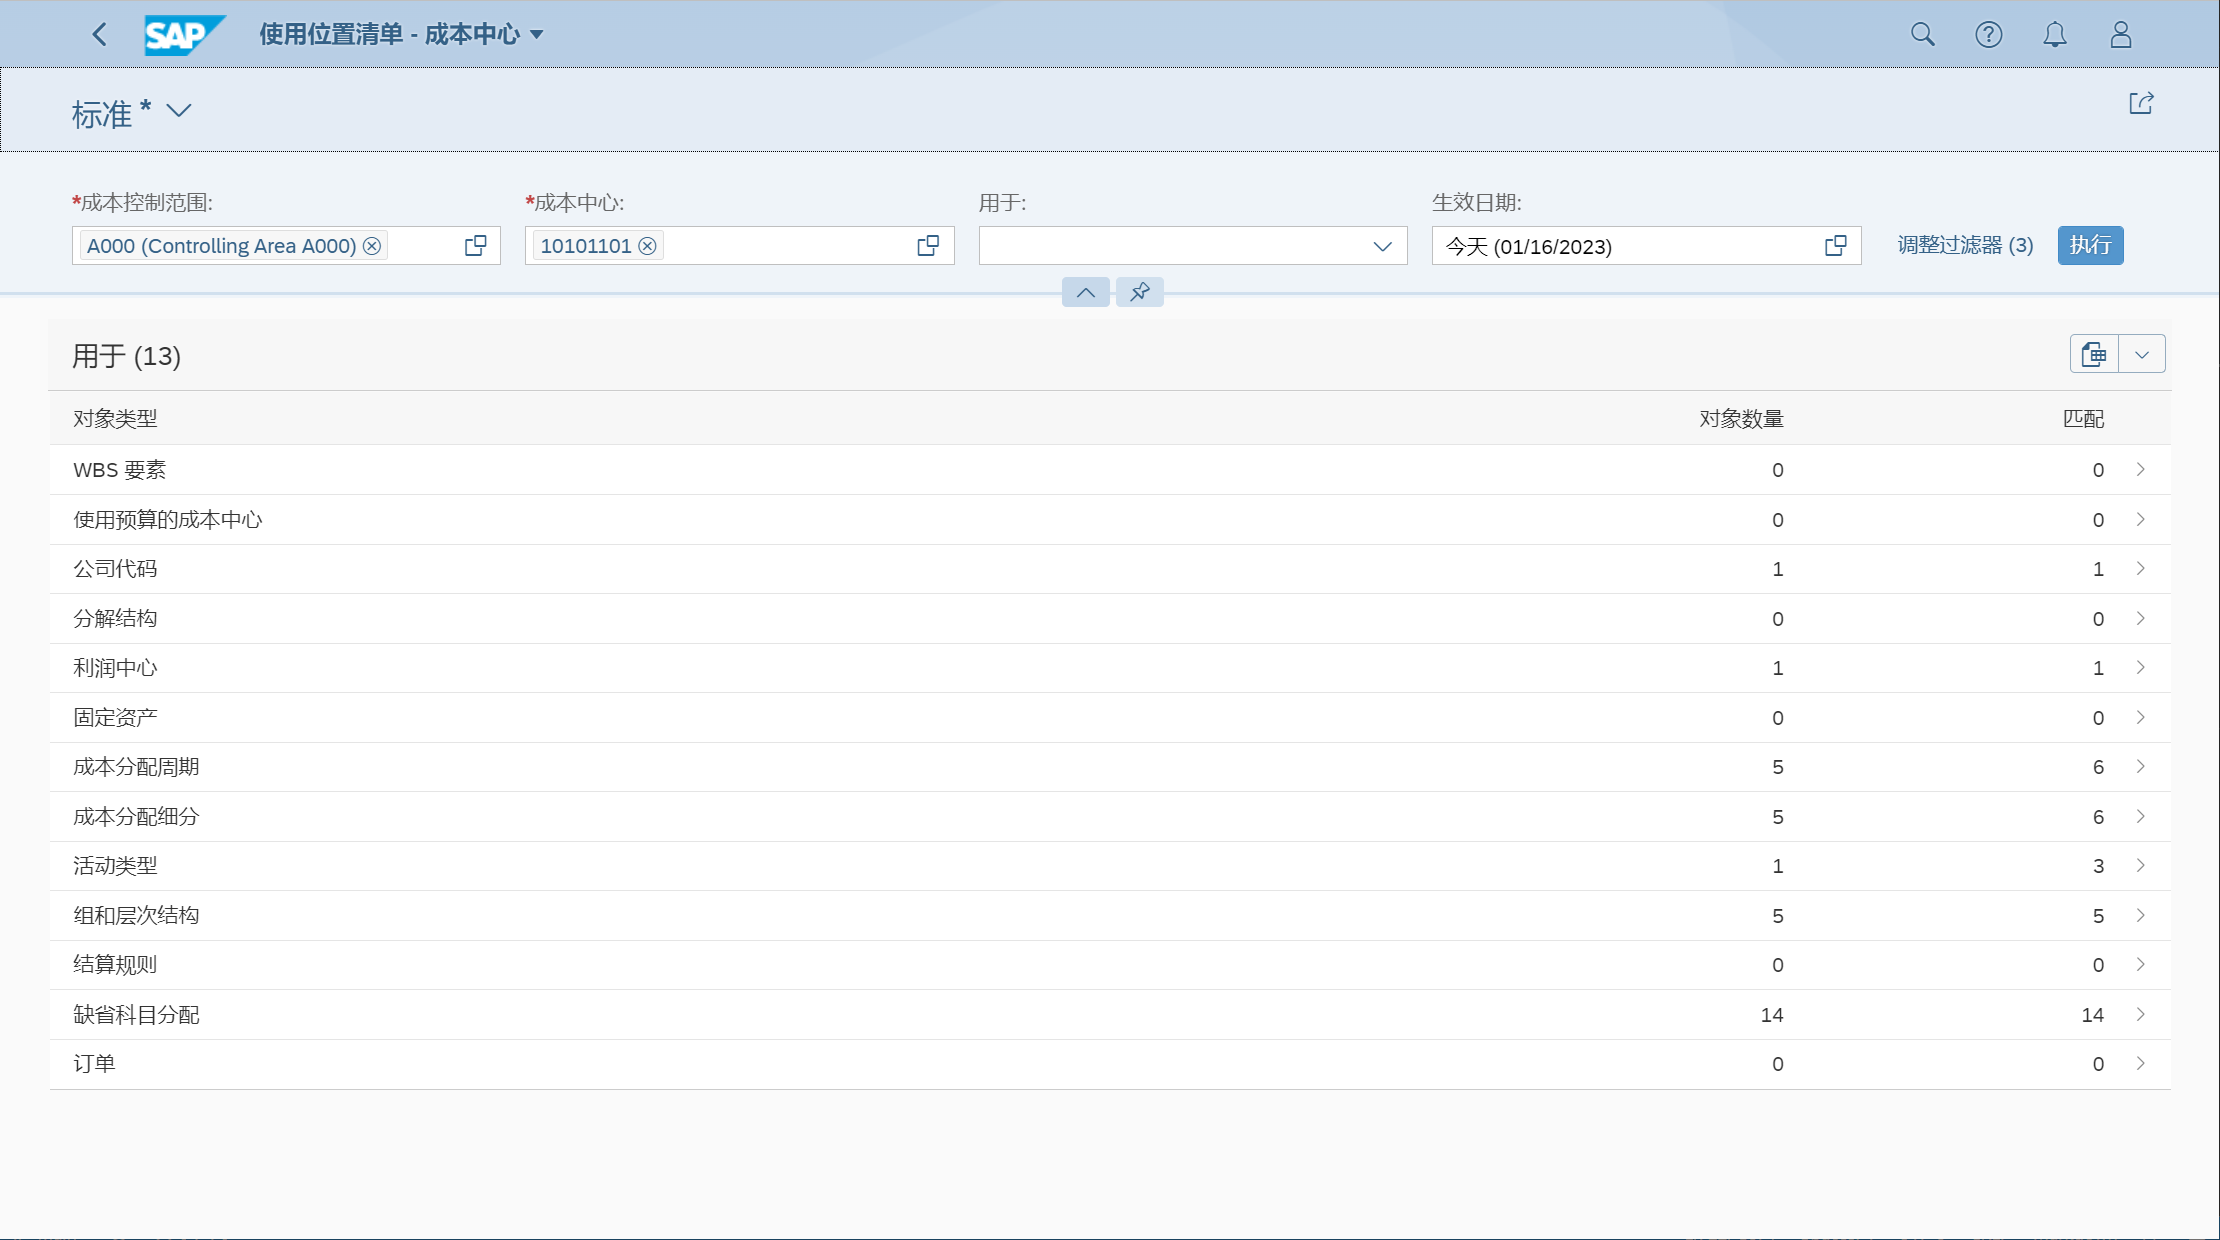 SAP 使用位置清单 - 成本中心
标准 *
*成本控制范围: *成本中心: 用于: 生效日期:
A000 (Controlling Area A000) 10101101 今天 (01/16/2023) 调整过滤器 (3) 执行
用于 (13)
对象类型 对象数量 匹配
WBS 要素 0 0
使用预算的成本中心 0 0
公司代码 1 1
分解结构 0 0
利润中心 1 1
固定资产 0 0
成本分配周期 5 6
成本分配细分 5 6
活动类型 1 3
组和层次结构 5 5
结算规则 0 0
缺省科目分配 14 14
订单 0 0